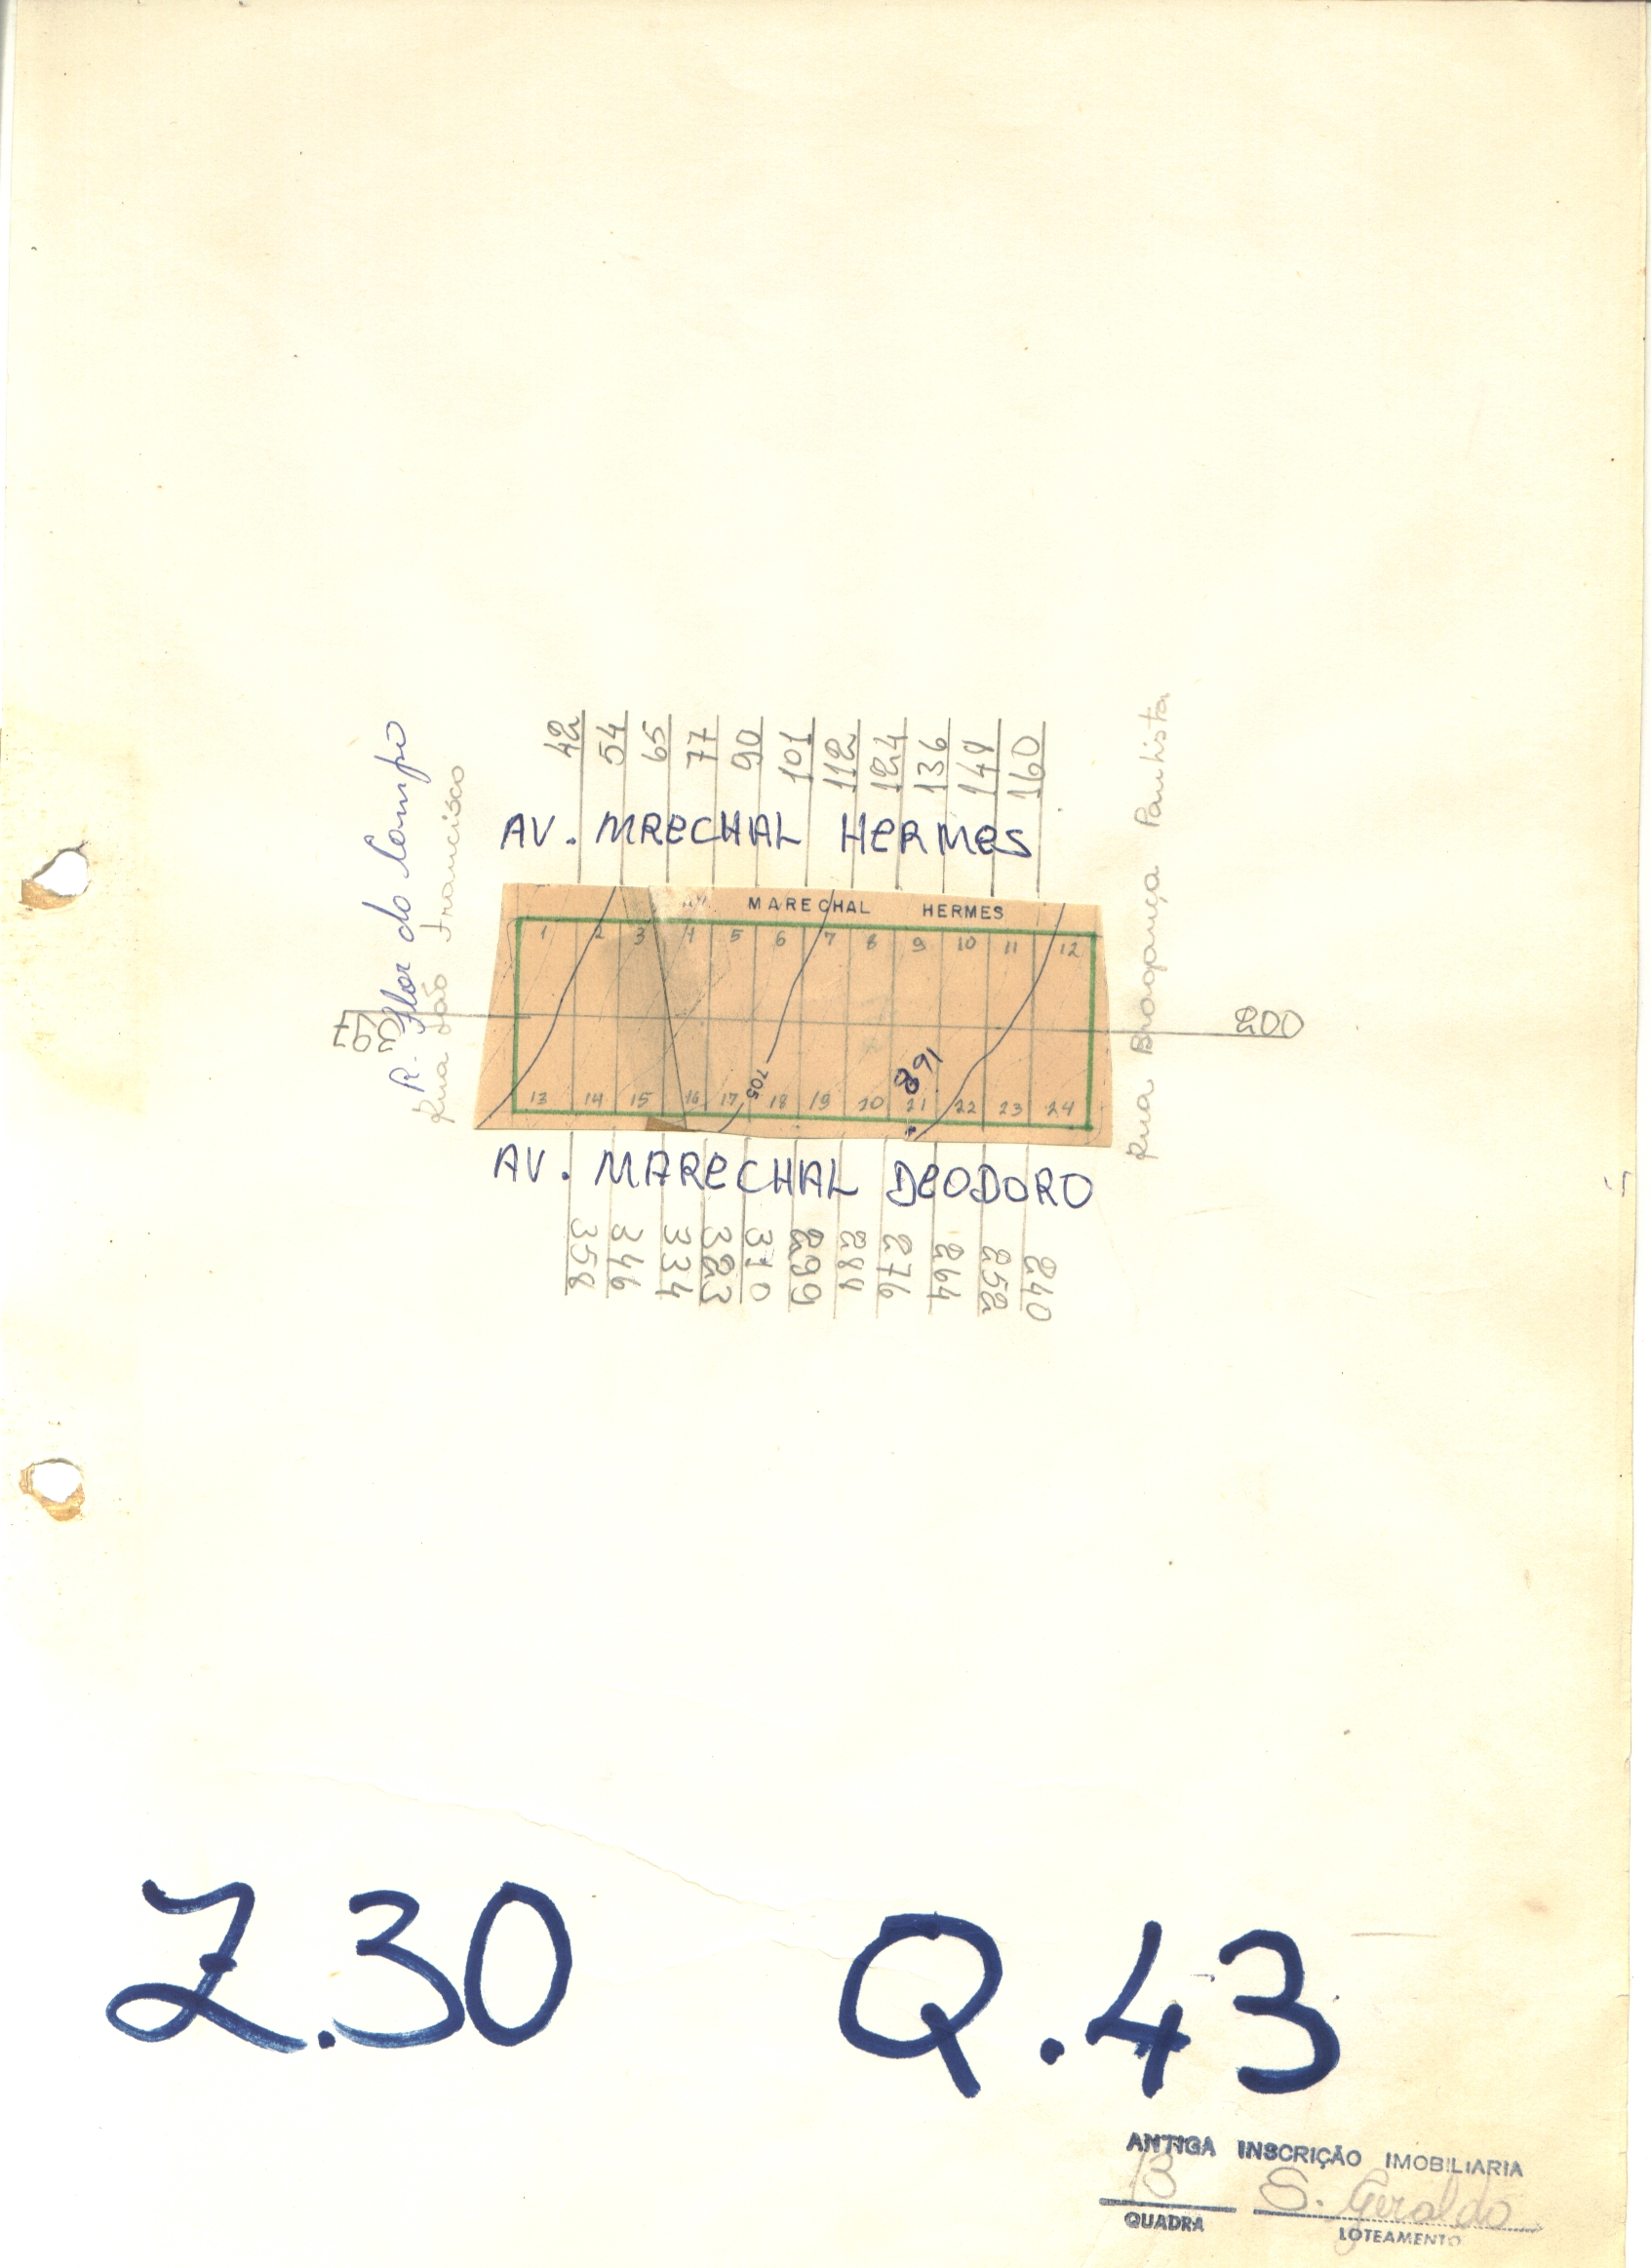 42 54 65 77 90 101 112 124 136 148 160
R. Flor do Campo
Rua São Francisco
AV. MRECHAL HERMES
MARECHAL HERMES
1 2 3 4 5 6 7 8 9 10 11 12
200
705
168
13 14 15 16 17 18 19 20 21 22 23 24
Rua Bragança Paulista
AV. MARECHAL DEODORO
358 346 334 323 310 299 288 276 264 252 240
Z.30 Q.43
ANTIGA INSCRIÇÃO IMOBILIARIA
S. Geraldo
QUADRA LOTEAMENTO